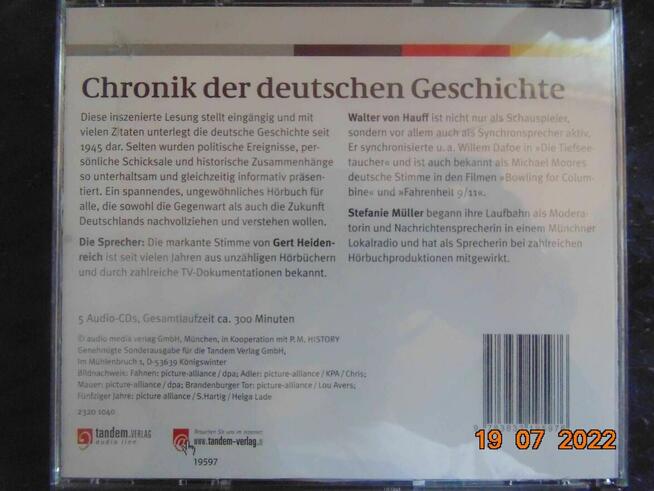 Chronik der deutschen Geschichte
Diese inszenierte Lesung stellt eingängig und mit
vielen Zitaten unterlegt die deutsche Geschichte seit
1945 dar. Selten wurden politische Ereignisse, per-
sönliche Schicksale und historische Zusammenhänge
so unterhaltsam und gleichzeitig informativ präsen-
tiert. Ein spannendes, ungewöhnliches Hörbuch für
alle, die sowohl die Gegenwart als auch die Zukunft
Deutschlands nachvollziehen und verstehen wollen.
Die Sprecher: Die markante Stimme von Gert Heiden-
reich ist seit vielen Jahren aus unzähligen Hörbüchern
und durch zahlreiche TV-Dokumentationen bekannt.
Walter von Hauff ist nicht nur als Schauspieler,
sondern vor allem auch als Synchronsprecher aktiv.
Er synchronisierte u. a. Willem Dafoe in »Die Tiefsee-
taucher« und ist auch bekannt als Michael Moores
deutsche Stimme in den Filmen »Bowling for Colum-
bine« und »Fahrenheit 9/11«.
Stefanie Müller begann ihre Laufbahn als Modera-
torin und Nachrichtensprecherin in einem Münchner
Lokalradio und hat als Sprecherin bei zahlreichen
Hörbuchproduktionen mitgewirkt.
5 Audio-CDs, Gesamtlaufzeit ca. 300 Minuten
© audio media verlag GmbH, München, in Kooperation mit P.M. HISTORY
Genehmigte Sonderausgabe für die Tandem Verlag GmbH,
Im Mühlenbruch 1, D-53639 Königswinter
Bildnachweis: Fahnen: picture-alliance / dpa; Adler: picture-alliance / KPA / Chris;
Mauer: picture-alliance / dpa; Brandenburger Tor: picture-alliance / Lou Avers;
Fünfziger Jahre: picture alliance / S.Hartig / Helga Lade
2320 1040
tandem.VERLAG
audio line
Besuchen Sie uns im Internet:
www.tandem-verlag.
19597
19 07 2022